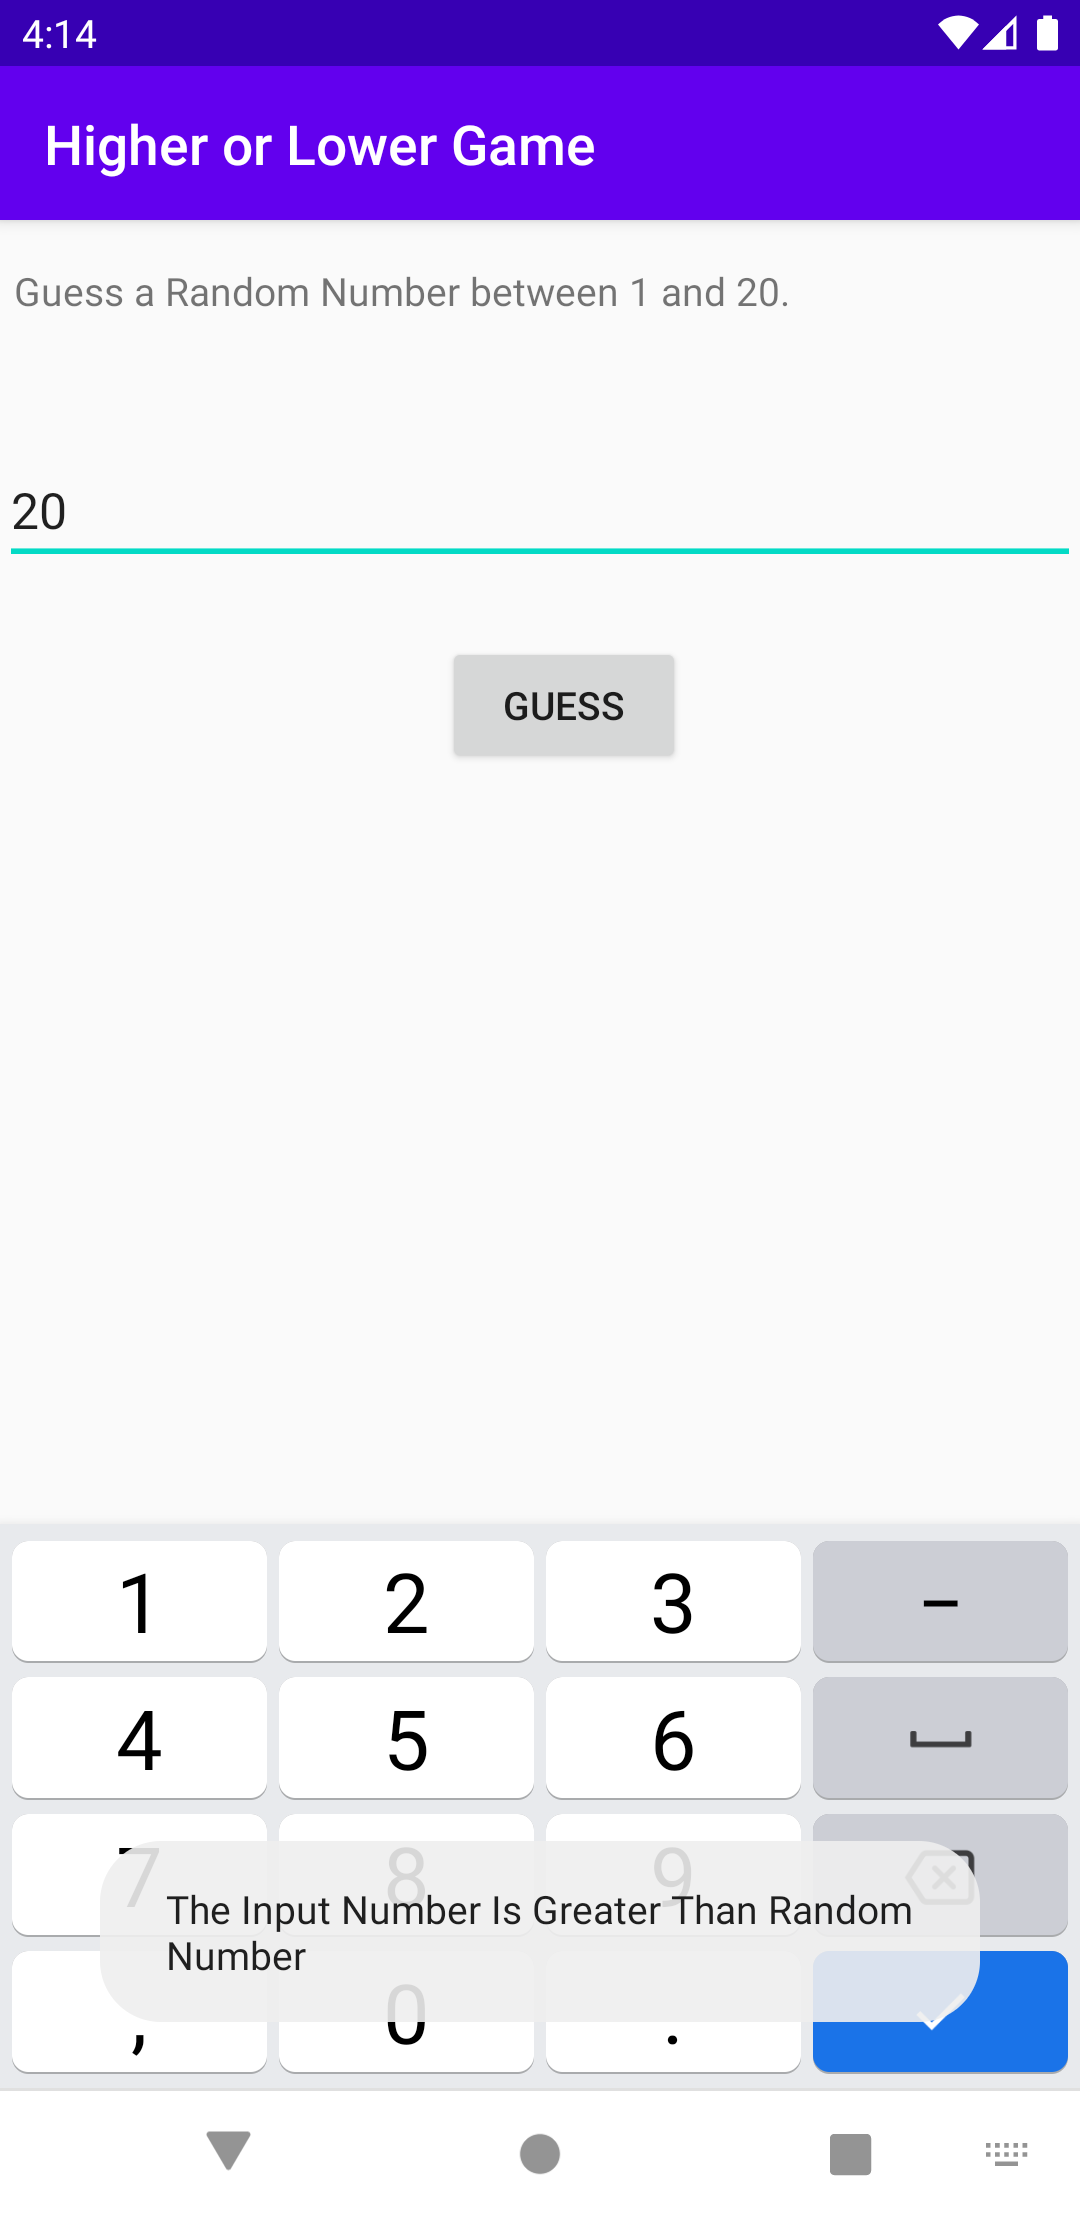 4:14
Higher or Lower Game
Guess a Random Number between 1 and 20.
20
GUESS
1 2 3 –
4 5 6
7 8 9
The Input Number Is Greater Than Random
Number
, 0 .